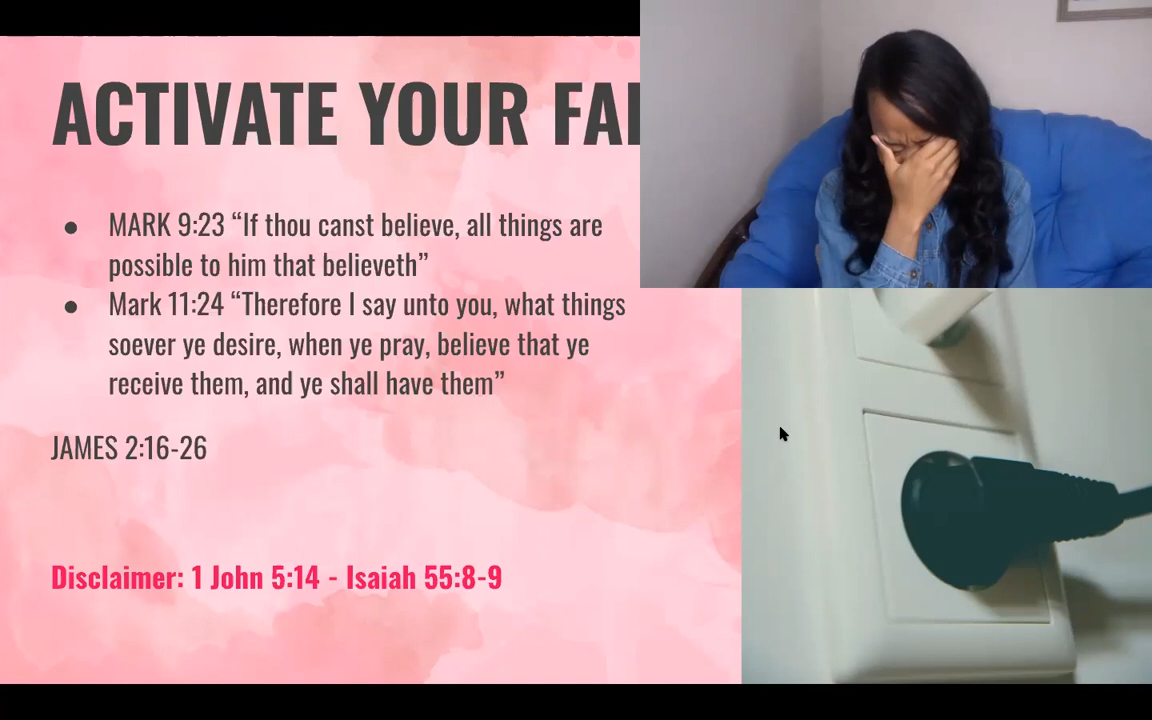 ACTIVATE YOUR FAI
MARK 9:23 “If thou canst believe, all things are
possible to him that believeth”
Mark 11:24 “Therefore I say unto you, what things
soever ye desire, when ye pray, believe that ye
receive them, and ye shall have them”
JAMES 2:16-26
Disclaimer: 1 John 5:14 - Isaiah 55:8-9